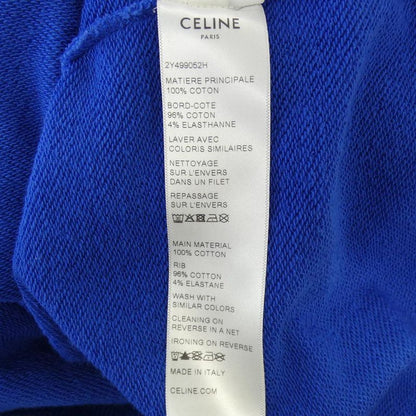 CELINE
PARIS
2Y499052H
MATIERE PRINCIPALE
100% COTON
BORD-COTE
96% COTON
4% ELASTHANNE
LAVER AVEC
COLORIS SIMILAIRES
NETTOYAGE
SUR L'ENVERS
DANS UN FILET
REPASSAGE
SUR L'ENVERS
MAIN MATERIAL
100% COTTON
RIB
96% COTTON
4% ELASTANE
WASH WITH
SIMILAR COLORS
CLEANING ON
REVERSE IN A NET
IRONING ON REVERSE
MADE IN ITALY
CELINE.COM